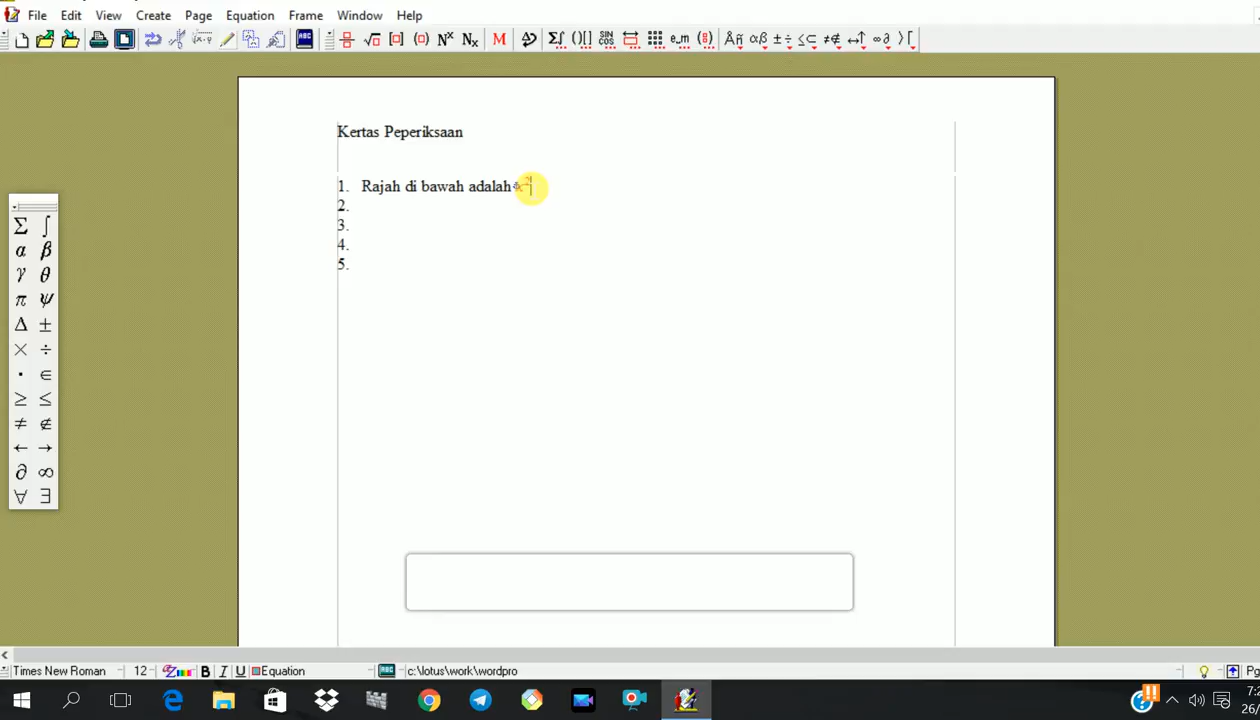 File Edit View Create Page Equation Frame Window Help
Kertas Peperiksaan
1. Rajah di bawah adalah
2.
3.
4.
5.
Σ ∫
α β
γ θ
π ψ
Δ ±
× ÷
· ∈
≥ ≤
≠ ∉
← →
∂ ∞
∀ ∃
Times New Roman 12 B I U Equation c:\lotus\work\wordpro